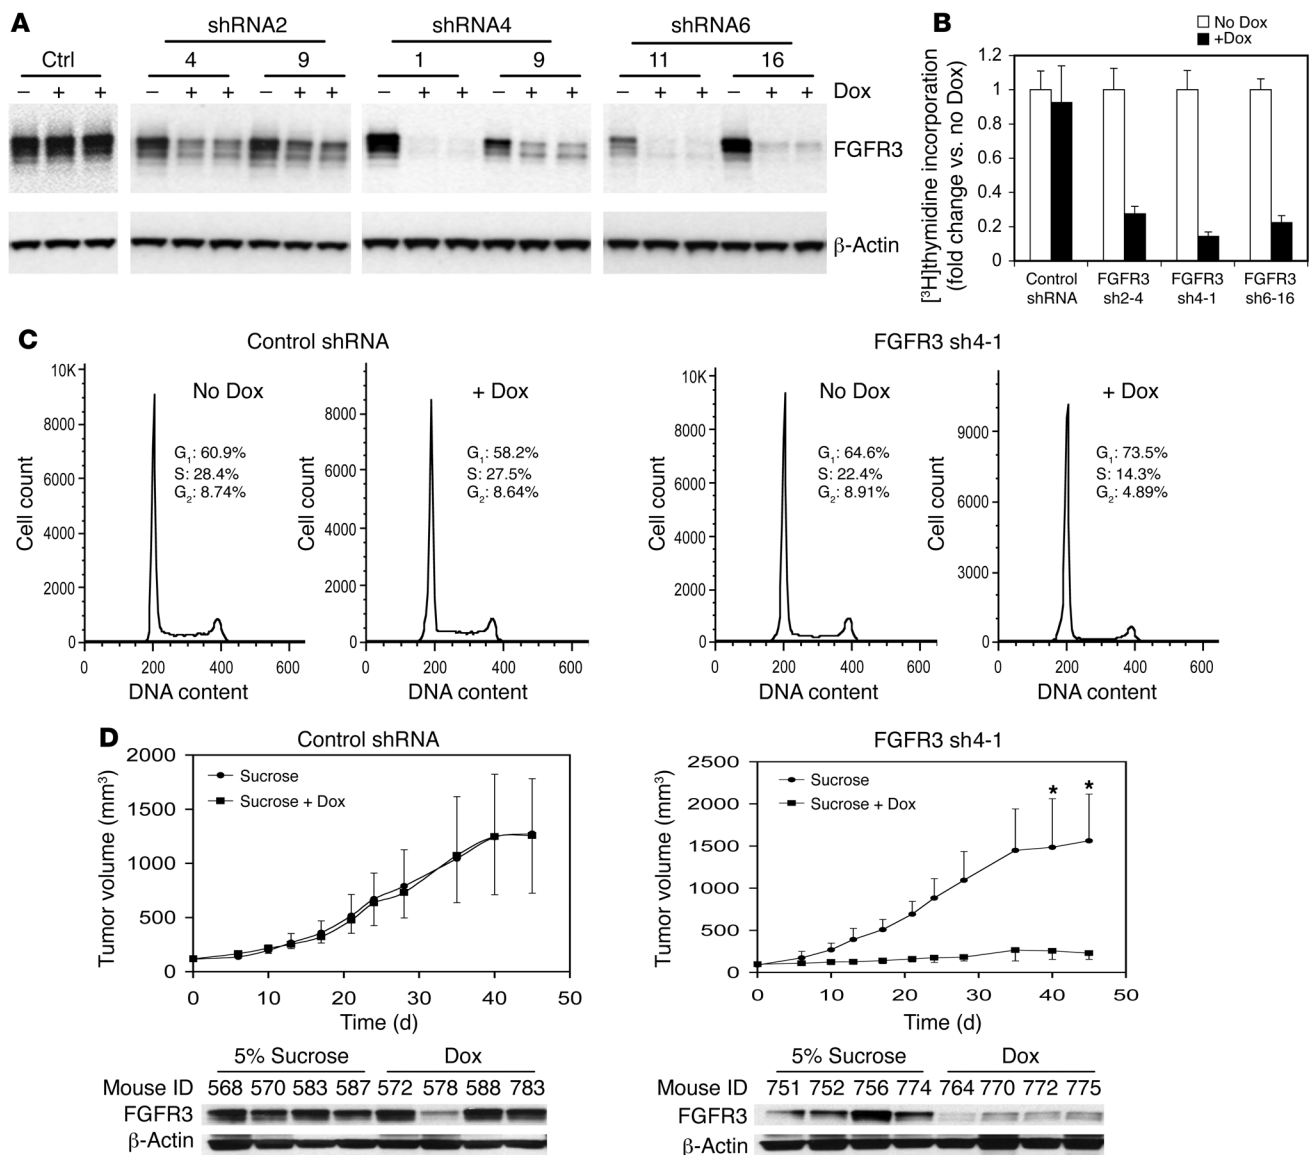 A
shRNA2 shRNA4 shRNA6
Ctrl 4 9 1 9 11 16
− + + − + + − + + − + + − + + − + + − + + Dox
FGFR3
β-Actin
B
No Dox
+Dox
[³H]thymidine incorporation
(fold change vs. no Dox)
1.2
1
0.8
0.6
0.4
0.2
0
Control shRNA
FGFR3 sh2-4
FGFR3 sh4-1
FGFR3 sh6-16
C
Control shRNA
No Dox
G₁: 60.9%
S: 28.4%
G₂: 8.74%
Cell count
10K
8000
6000
4000
2000
0
0 200 400 600
DNA content
+ Dox
G₁: 58.2%
S: 27.5%
G₂: 8.64%
Cell count
8000
6000
4000
2000
0
0 200 400 600
DNA content
FGFR3 sh4-1
No Dox
G₁: 64.6%
S: 22.4%
G₂: 8.91%
Cell count
10K
8000
6000
4000
2000
0
0 200 400 600
DNA content
+ Dox
G₁: 73.5%
S: 14.3%
G₂: 4.89%
Cell count
9000
6000
3000
0
0 200 400 600
DNA content
D
Control shRNA
Sucrose
Sucrose + Dox
Tumor volume (mm³)
2000
1500
1000
500
0
0 10 20 30 40 50
Time (d)
5% Sucrose Dox
Mouse ID 568 570 583 587 572 578 588 783
FGFR3
β-Actin
FGFR3 sh4-1
Sucrose
Sucrose + Dox
* *
Tumor volume (mm³)
2500
2000
1500
1000
500
0
0 10 20 30 40 50
Time (d)
5% Sucrose Dox
Mouse ID 751 752 756 774 764 770 772 775
FGFR3
β-Actin